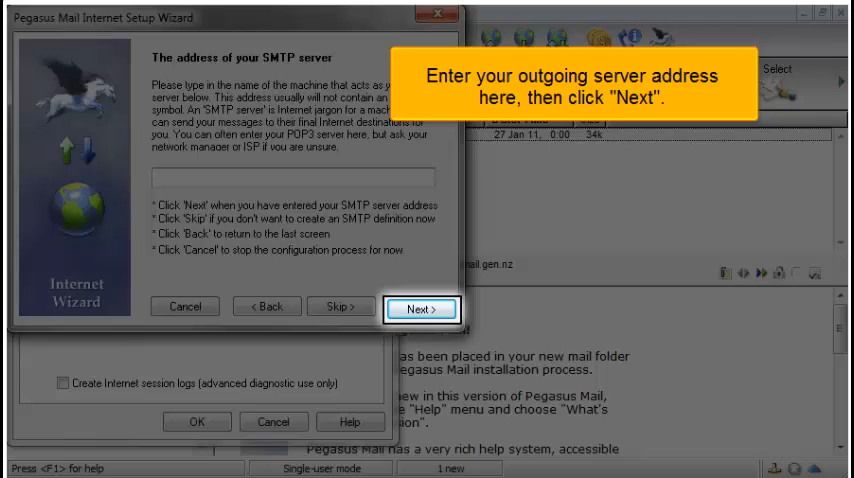 Pegasus Mail Internet Setup Wizard
The address of your SMTP server
Please type in the name of the machine that acts as
server below. This address usually will not contain an
symbol. An 'SMTP server' is Internet jargon for a
can send your messages to their final Internet destinations for
you. You can often enter your POP3 server here, but ask your
network manager or ISP if you are unsure.
* Click 'Next' when you have entered your SMTP server address
* Click 'Skip' if you don't want to create an SMTP definition now
* Click 'Back' to return to the last screen
* Click 'Cancel' to stop the configuration process for now
Internet
Wizard
Cancel
< Back
Skip >
Next >
Enter your outgoing server address
here, then click "Next".
Select
27 Jan 11, 0:00 34k
mail.gen.nz
as been placed in your new mail folder
egasus Mail installation process.
new in this version of Pegasus Mail,
e "Help" menu and choose "What's
Pegasus Mail has a very rich help system, accessible
Create Internet session logs (advanced diagnostic use only)
OK
Cancel
Help
Press <F1> for help
Single-user mode
1 new